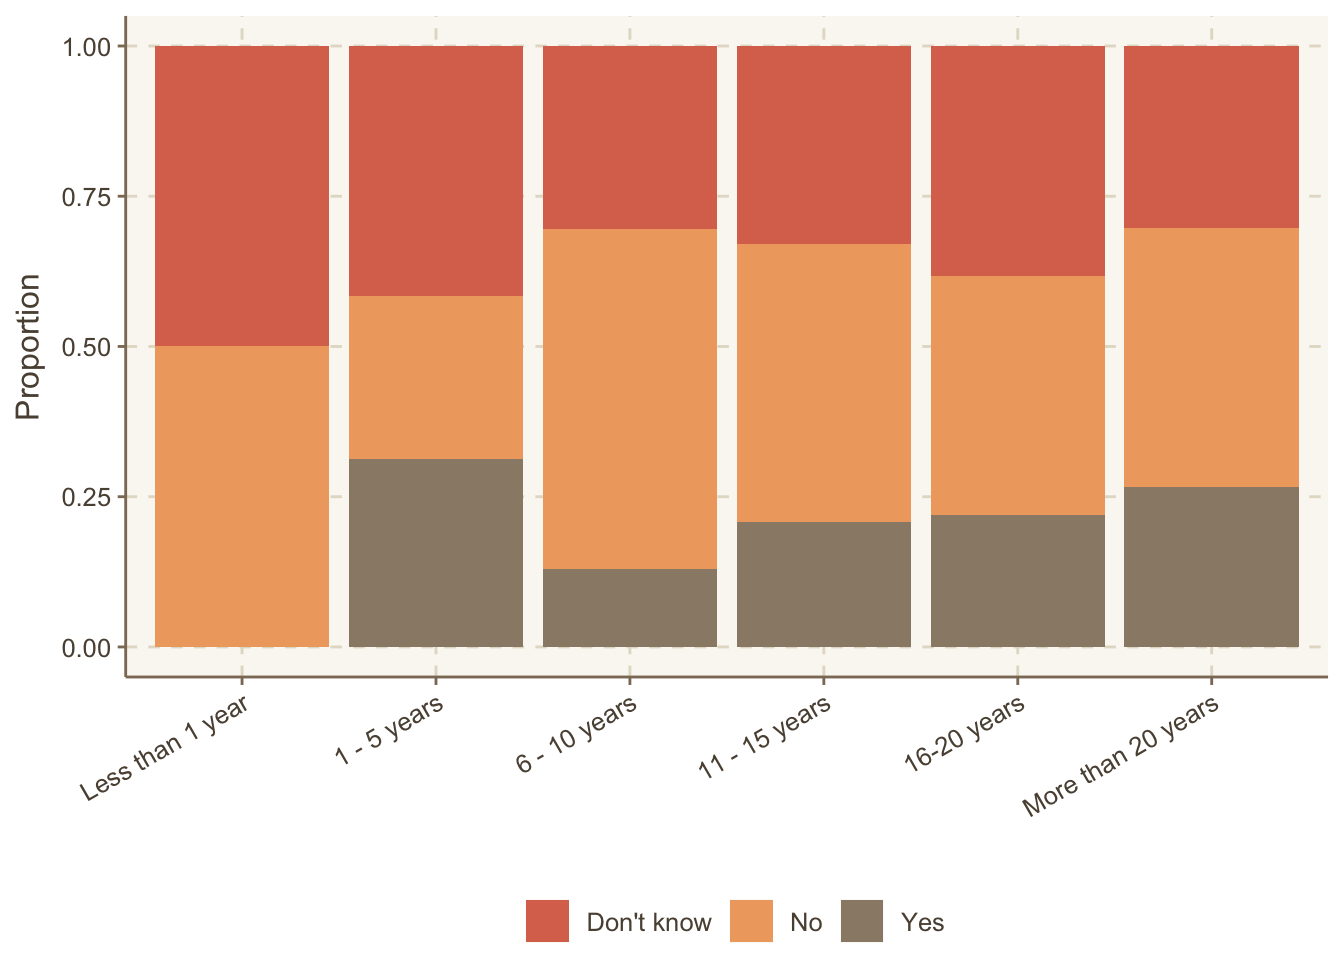 1.00
0.75
0.50
0.25
0.00
Proportion
Less than 1 year
1 - 5 years
6 - 10 years
11 - 15 years
16-20 years
More than 20 years
Don't know
No
Yes